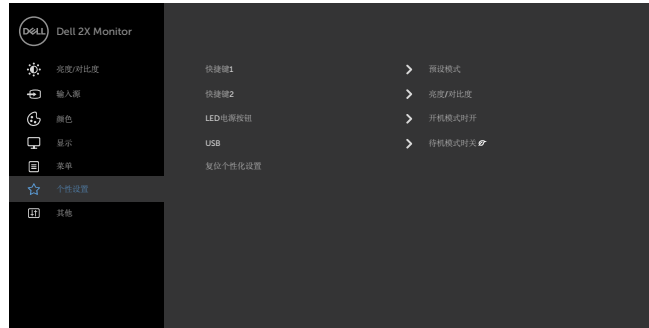 DELL Dell 2X Monitor
亮度/对比度
快捷键1 预设模式
输入源
快捷键2 亮度/对比度
颜色
LED电源按钮 开机模式时开
显示
USB 待机模式时关
菜单
复位个性化设置
个性设置
其他